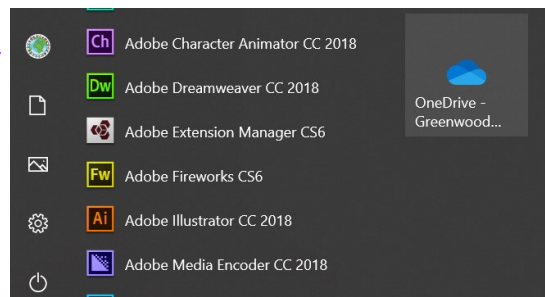 Ch Adobe Character Animator CC 2018
Dw Adobe Dreamweaver CC 2018
Adobe Extension Manager CS6
Fw Adobe Fireworks CS6
Ai Adobe Illustrator CC 2018
Adobe Media Encoder CC 2018
OneDrive -
Greenwood...